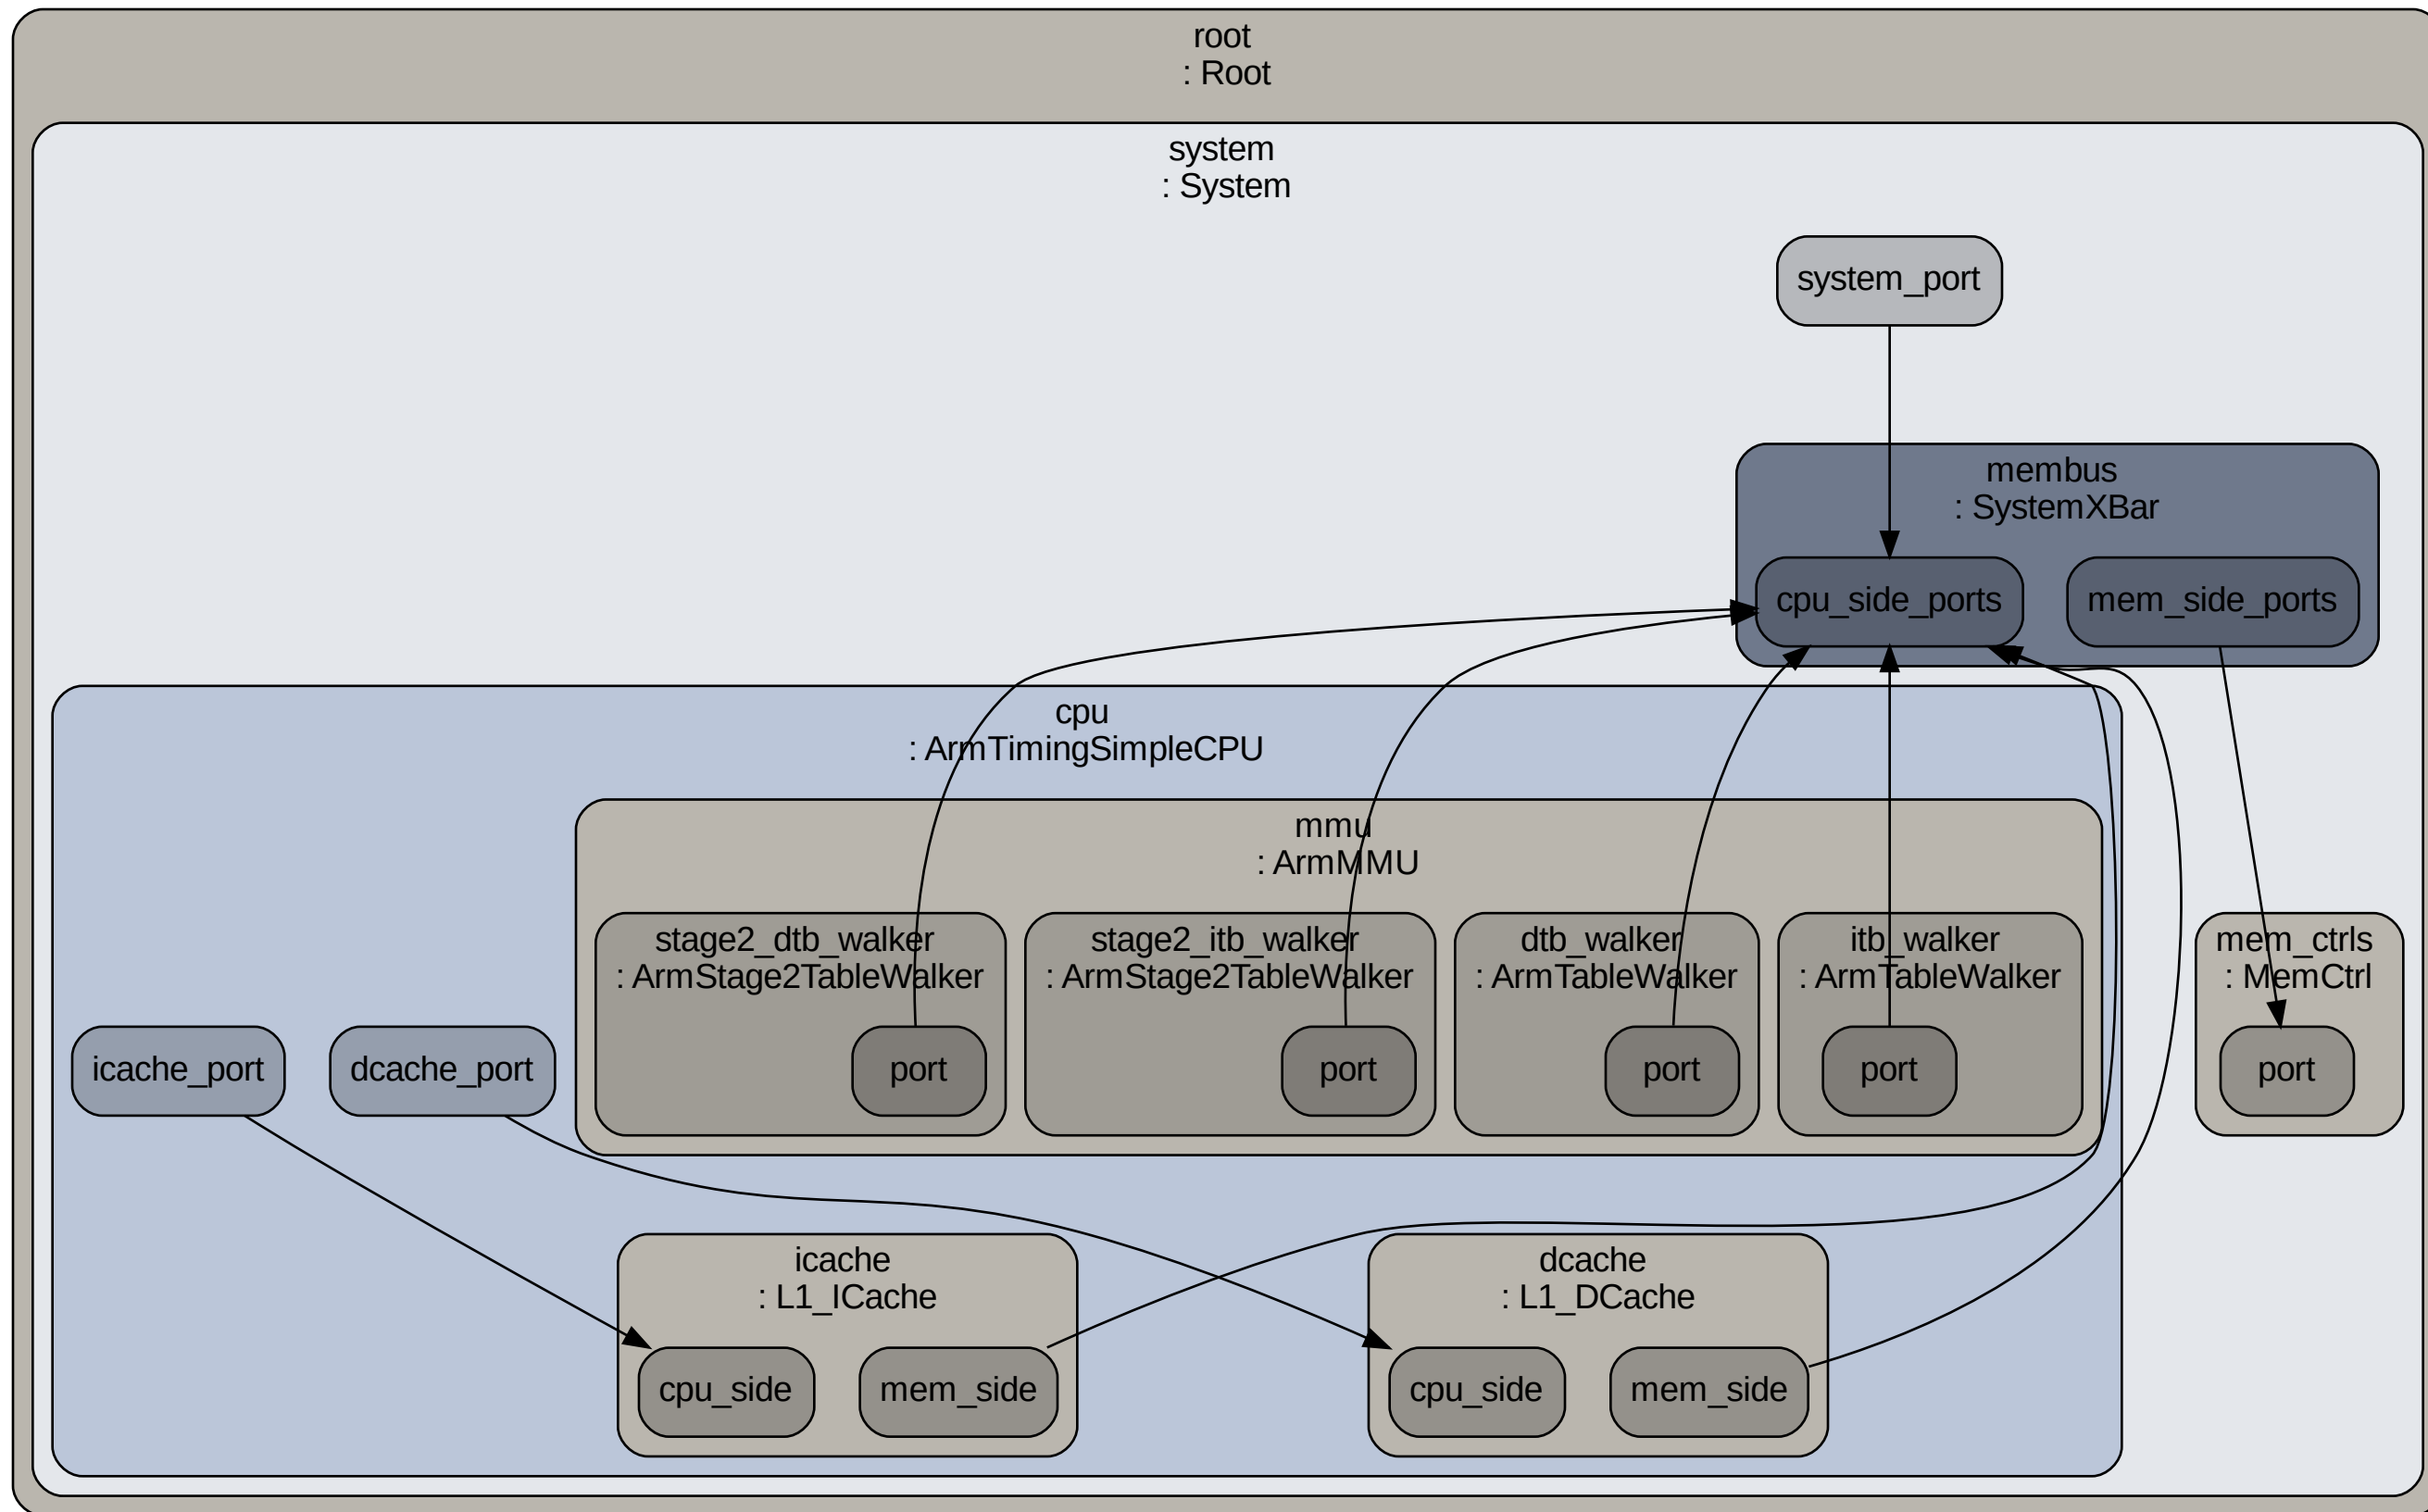 root
: Root
system
: System
system_port
membus
: SystemXBar
cpu_side_ports
mem_side_ports
cpu
: ArmTimingSimpleCPU
mmu
: ArmMMU
stage2_dtb_walker
: ArmStage2TableWalker
port
stage2_itb_walker
: ArmStage2TableWalker
port
dtb_walker
: ArmTableWalker
port
itb_walker
: ArmTableWalker
port
mem_ctrls
: MemCtrl
port
icache_port
dcache_port
icache
: L1_ICache
cpu_side
mem_side
dcache
: L1_DCache
cpu_side
mem_side